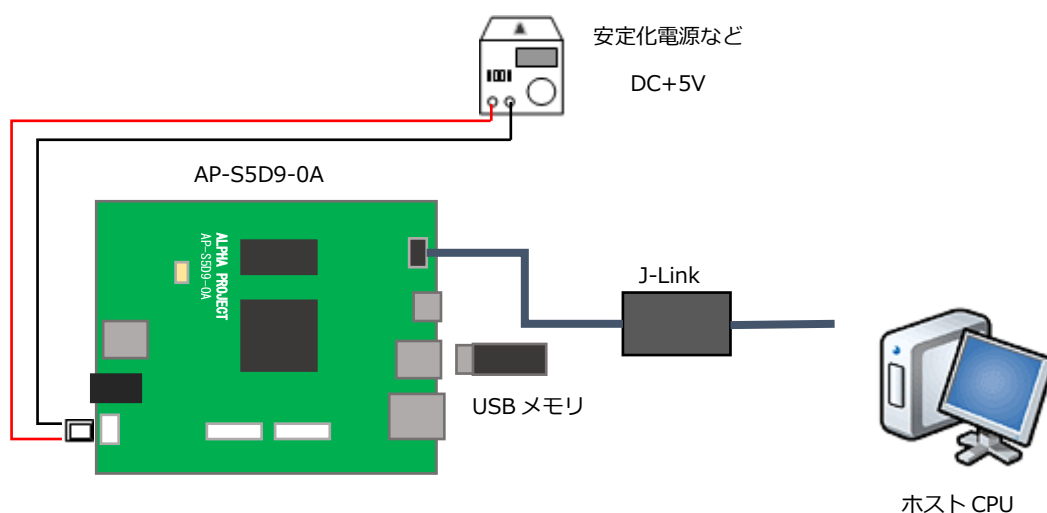 安定化電源など
DC+5V
AP-S5D9-0A
ALPHA PROJECT
AP-S5D9-0A
J-Link
USB メモリ
ホスト CPU